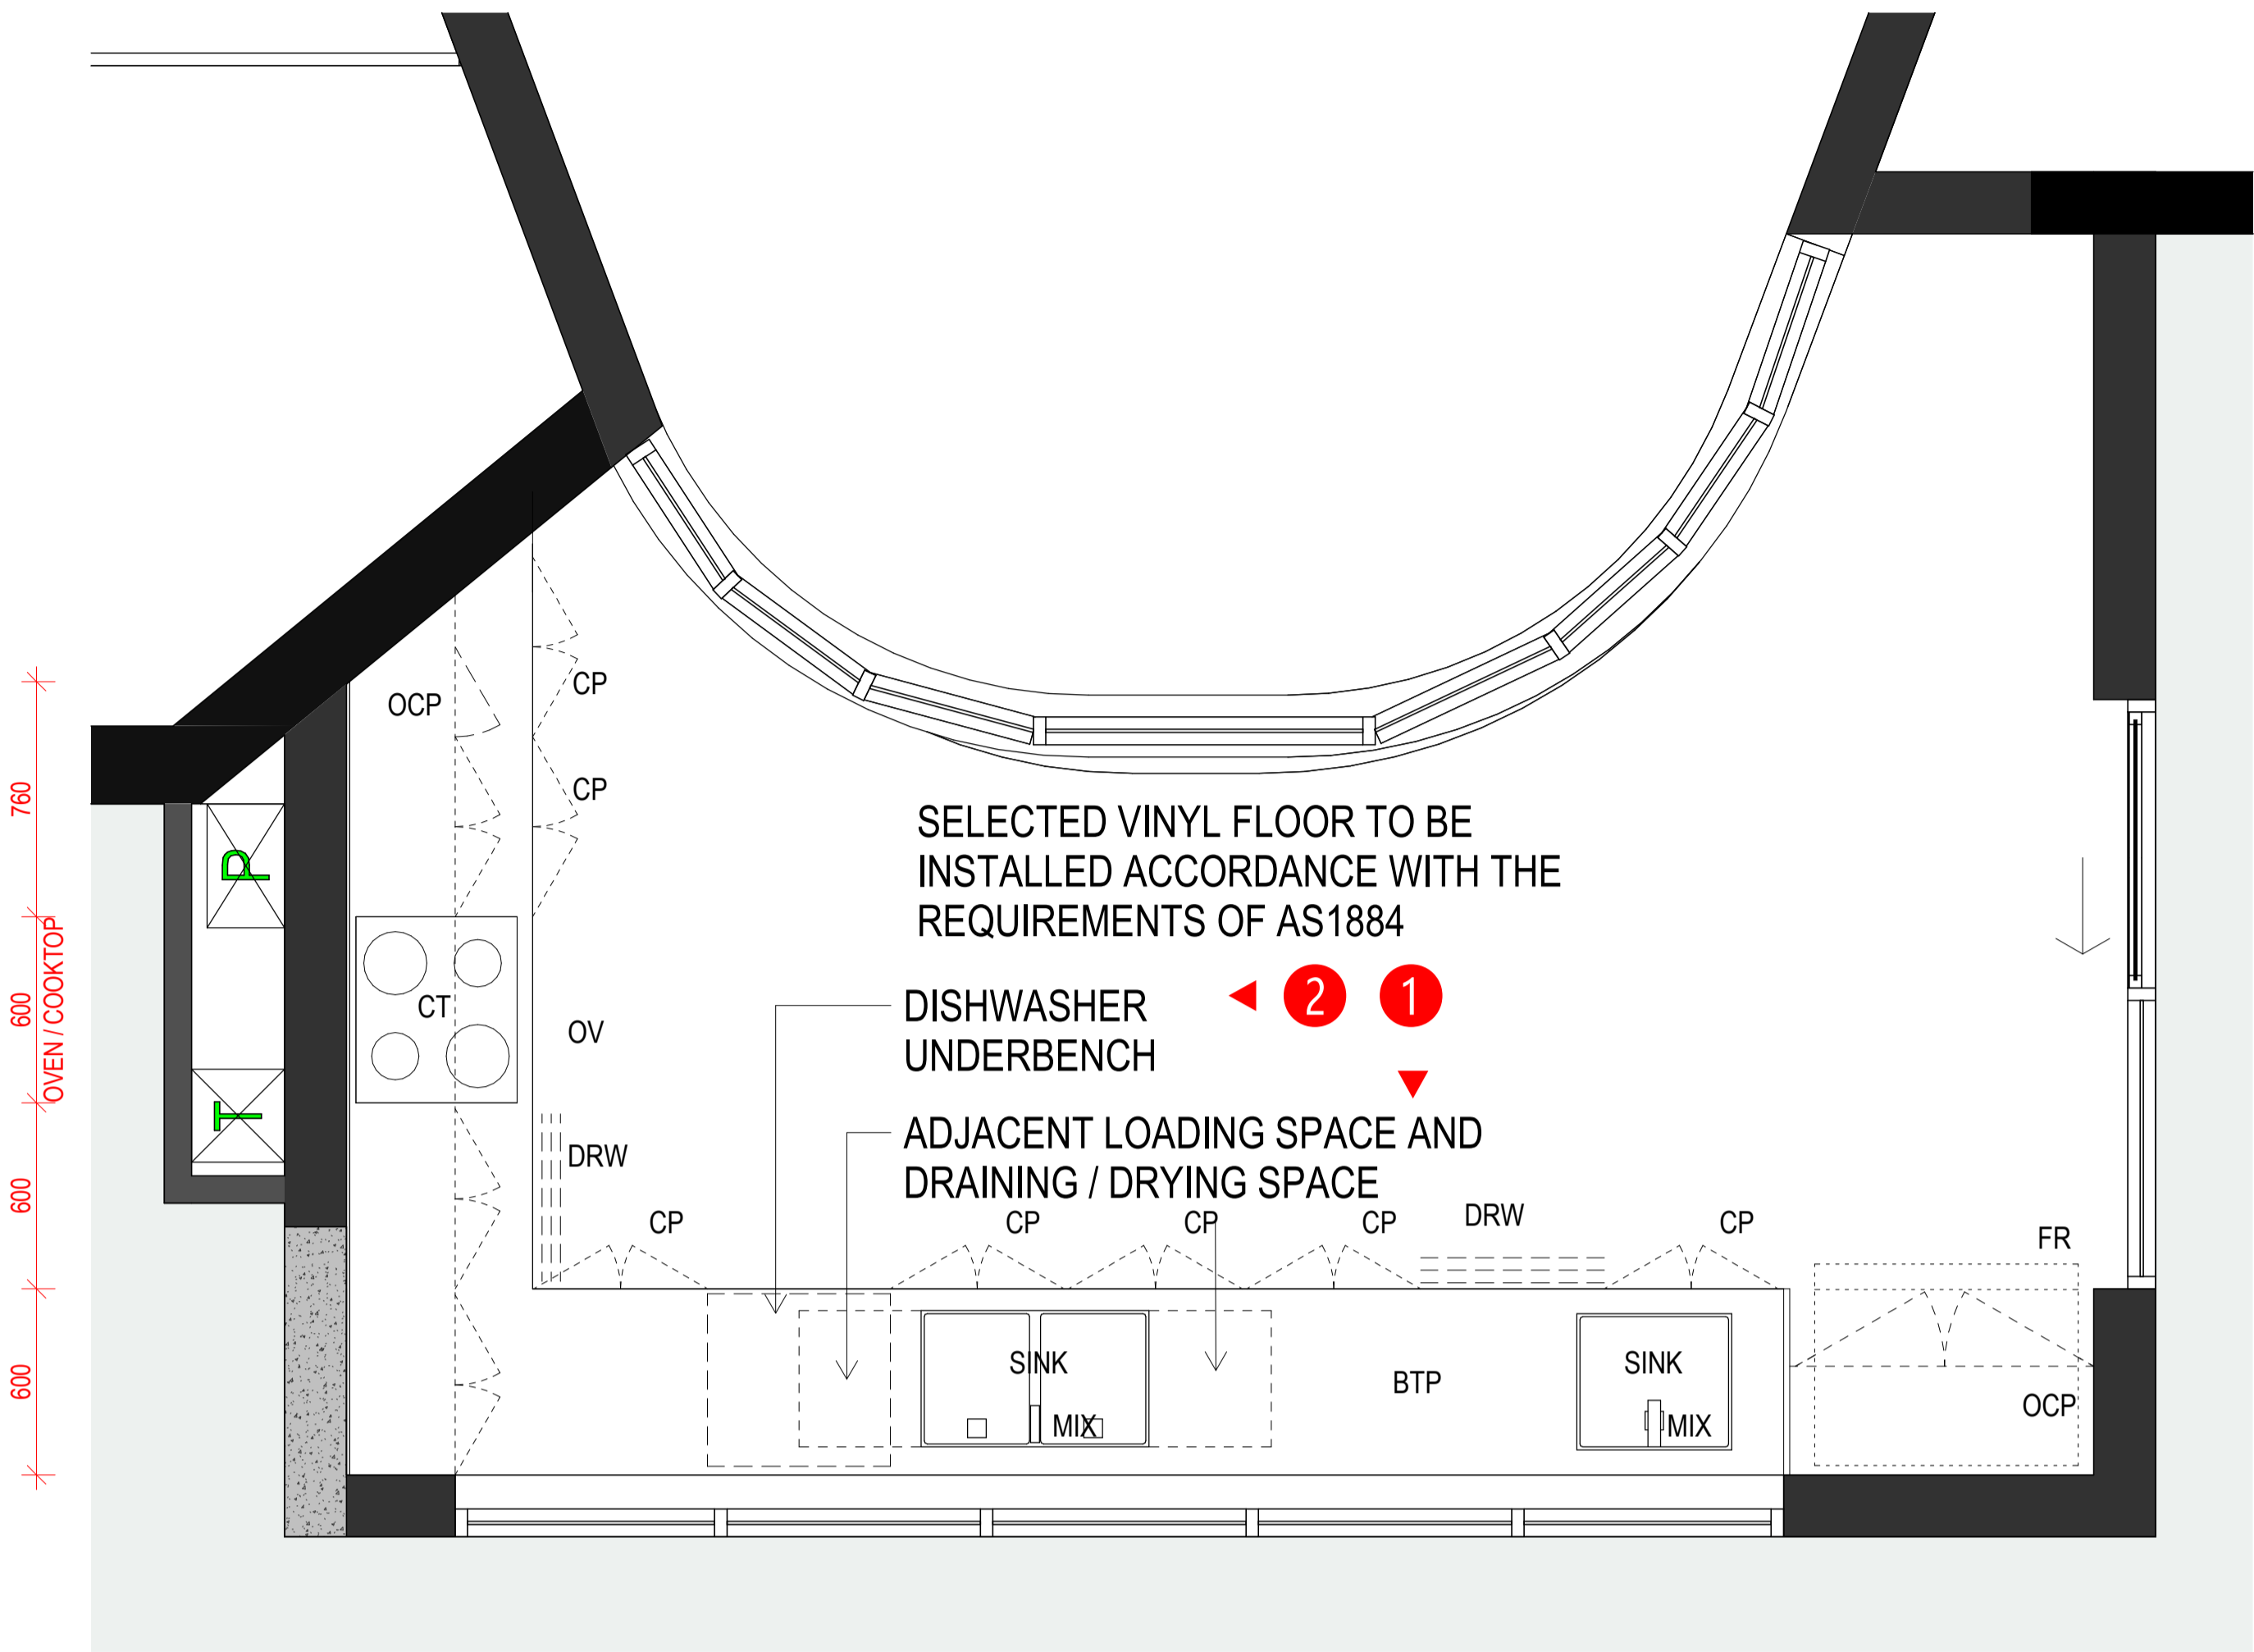 OCP
CP
CP
760
SELECTED VINYL FLOOR TO BE
INSTALLED ACCORDANCE WITH THE
REQUIREMENTS OF AS1884
P
CT
OV
600
OVEN / COOKTOP
DISHWASHER
UNDERBENCH
2
1
T
DRW
ADJACENT LOADING SPACE AND
DRAINING / DRYING SPACE
600
CP
CP
CP
CP
DRW
CP
FR
600
SINK
MIX
BTP
SINK
MIX
OCP